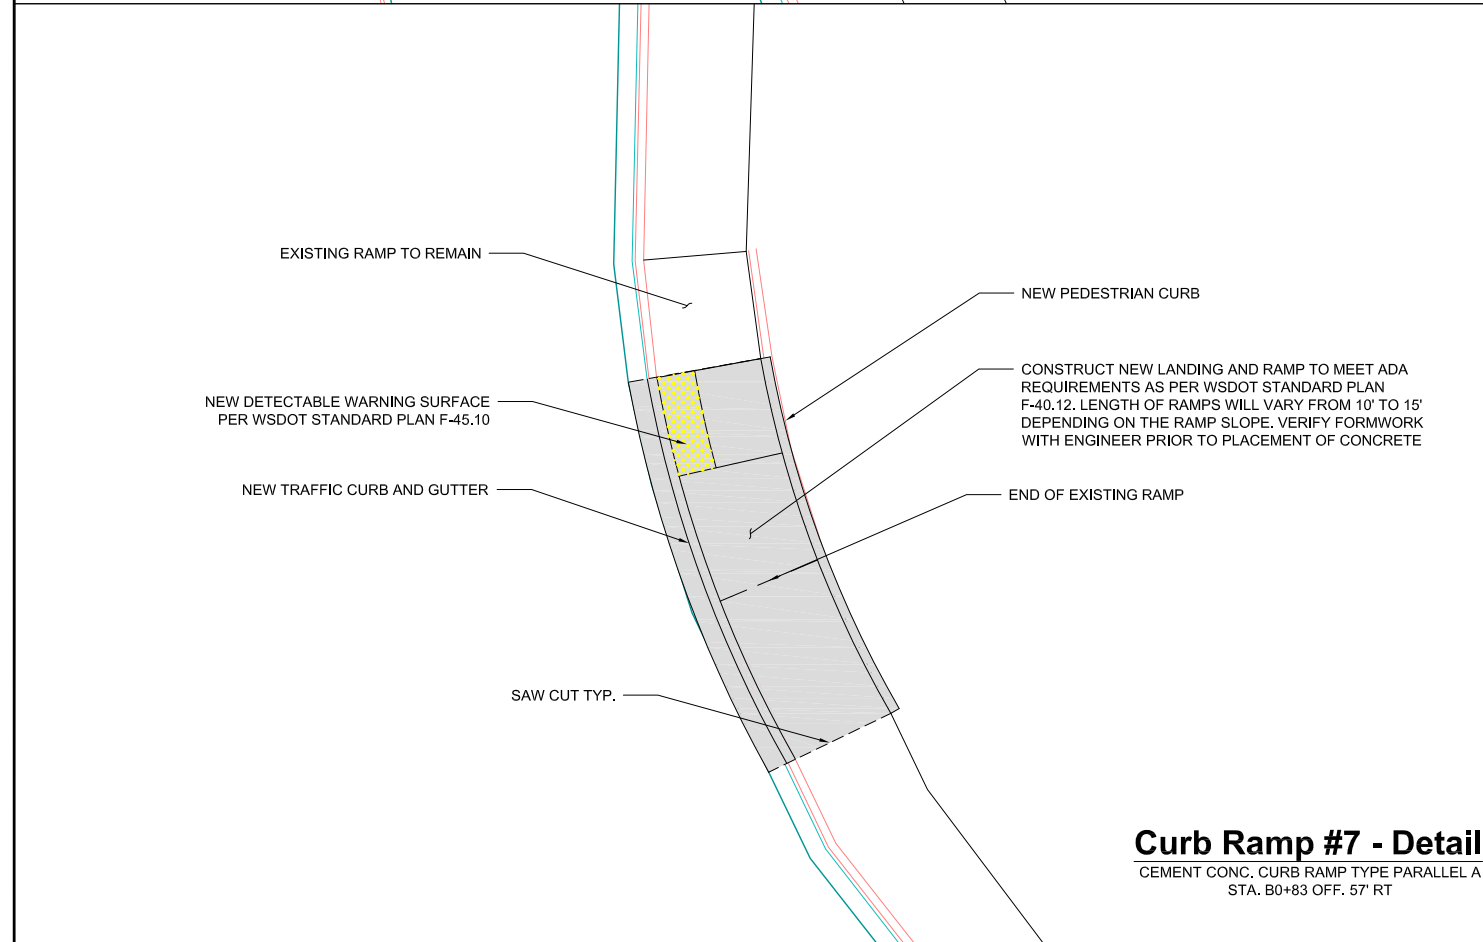 EXISTING RAMP TO REMAIN
NEW PEDESTRIAN CURB
CONSTRUCT NEW LANDING AND RAMP TO MEET ADA
REQUIREMENTS AS PER WSDOT STANDARD PLAN
F-40.12. LENGTH OF RAMPS WILL VARY FROM 10' TO 15'
DEPENDING ON THE RAMP SLOPE. VERIFY FORMWORK
WITH ENGINEER PRIOR TO PLACEMENT OF CONCRETE
NEW DETECTABLE WARNING SURFACE
PER WSDOT STANDARD PLAN F-45.10
NEW TRAFFIC CURB AND GUTTER
END OF EXISTING RAMP
SAW CUT TYP.
Curb Ramp #7 - Detail
CEMENT CONC. CURB RAMP TYPE PARALLEL A
STA. B0+83 OFF. 57' RT